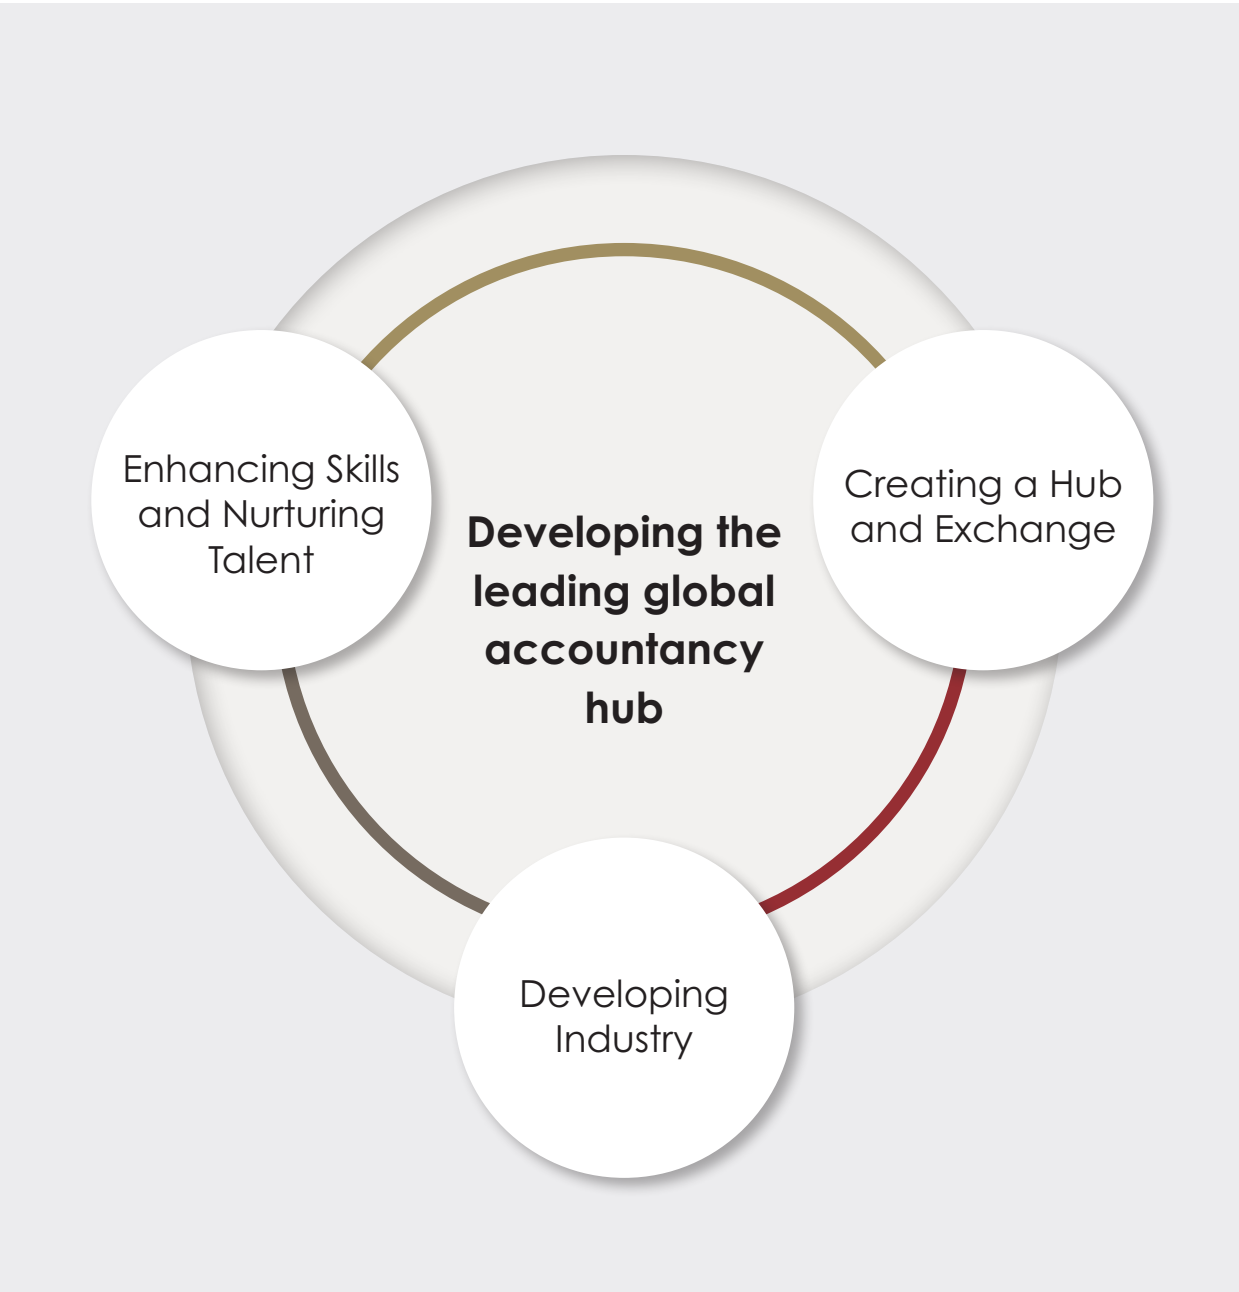 Enhancing Skills
and Nurturing
Talent
Creating a Hub
and Exchange
Developing the
leading global
accountancy
hub
Developing
Industry